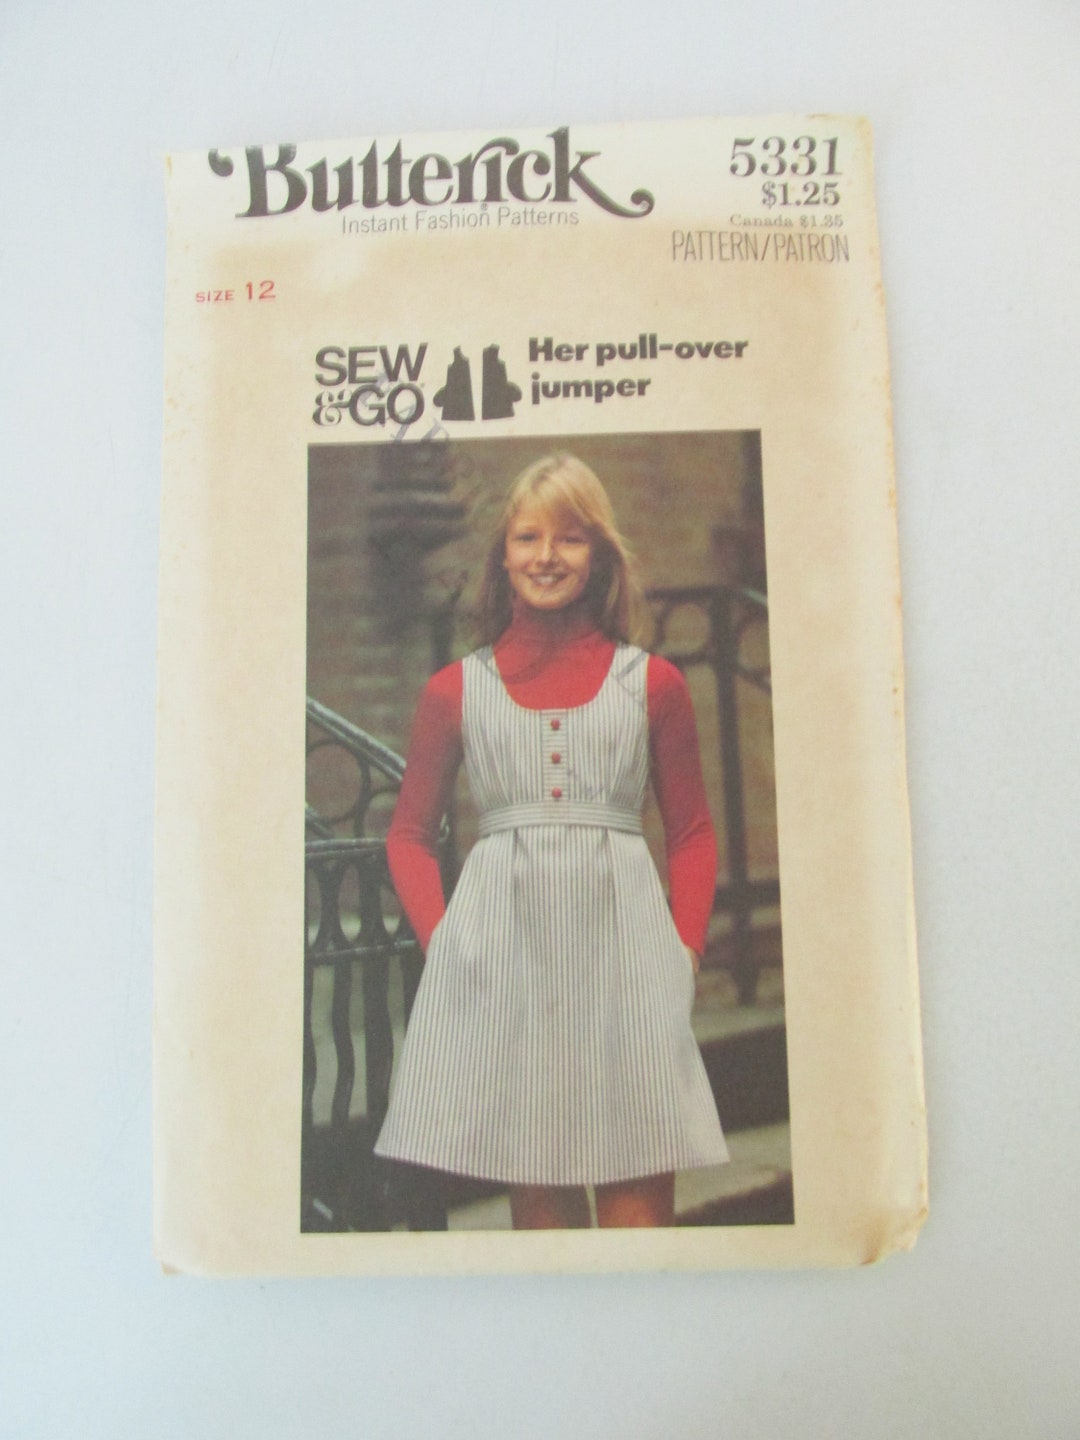 Butterick
Instant Fashion® Patterns
5331
$1.25
Canada $1.35
PATTERN/PATRON
SIZE 12
SEW
&GO
Her pull-over
jumper